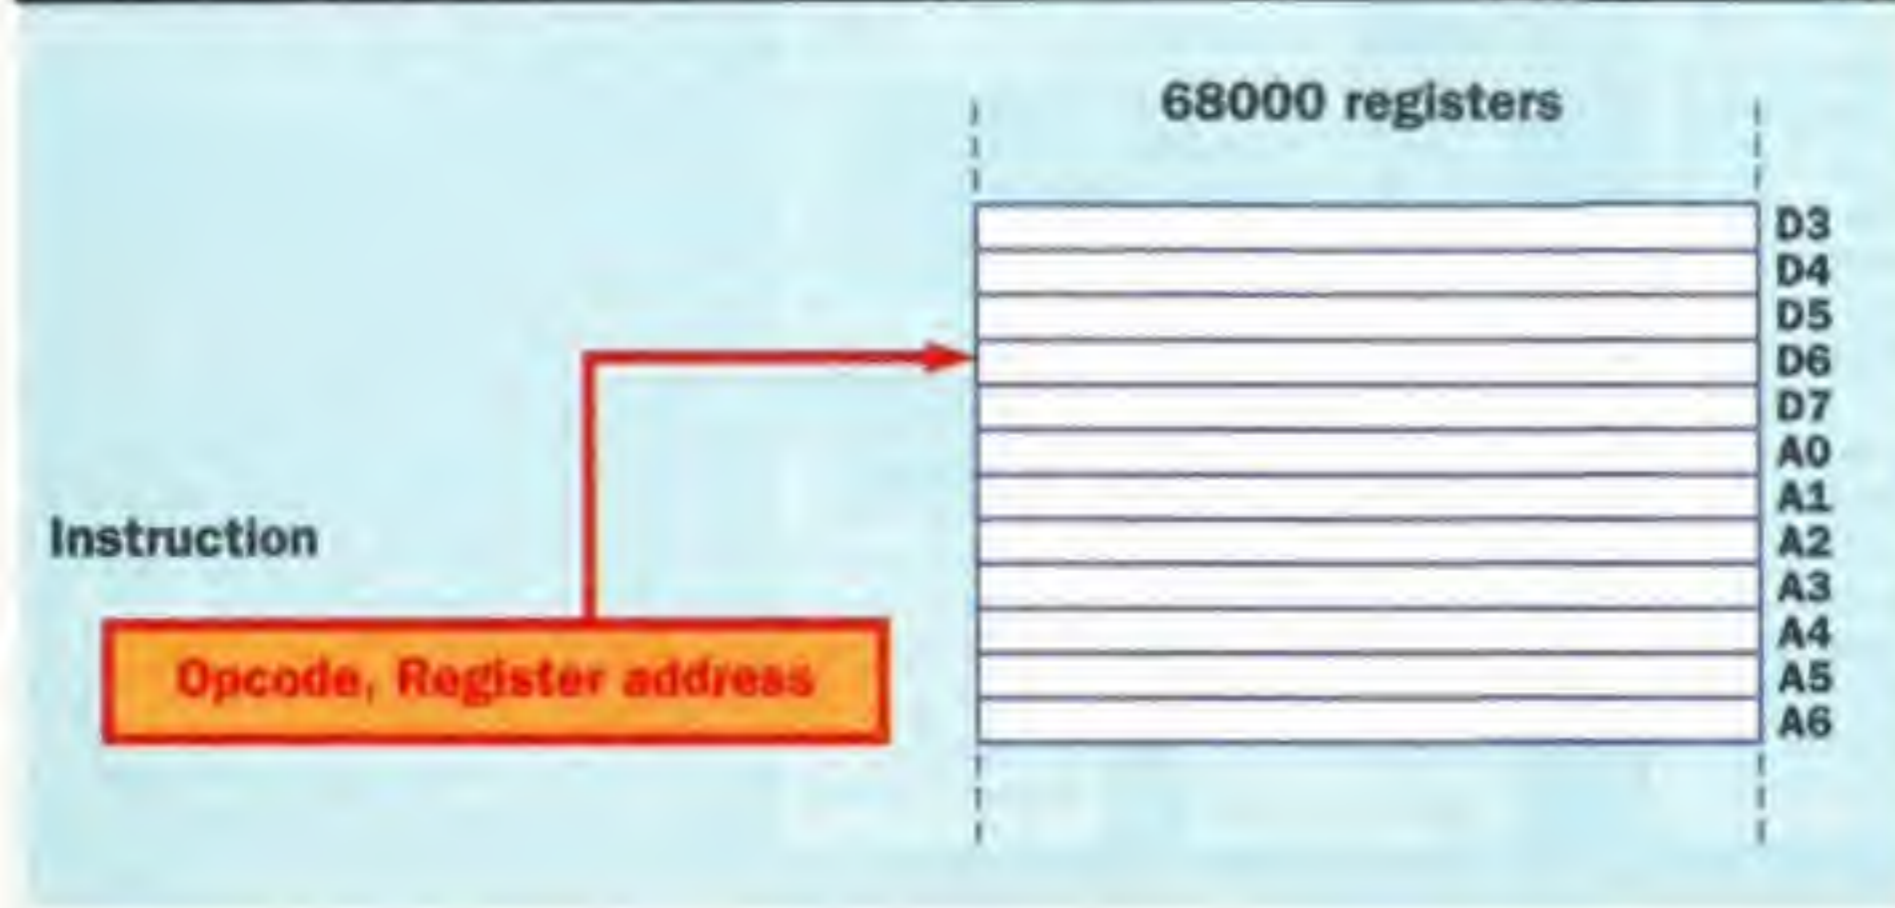 68000 registers
D3
D4
D5
D6
D7
A0
A1
A2
A3
A4
A5
A6
Instruction
Opcode, Register address